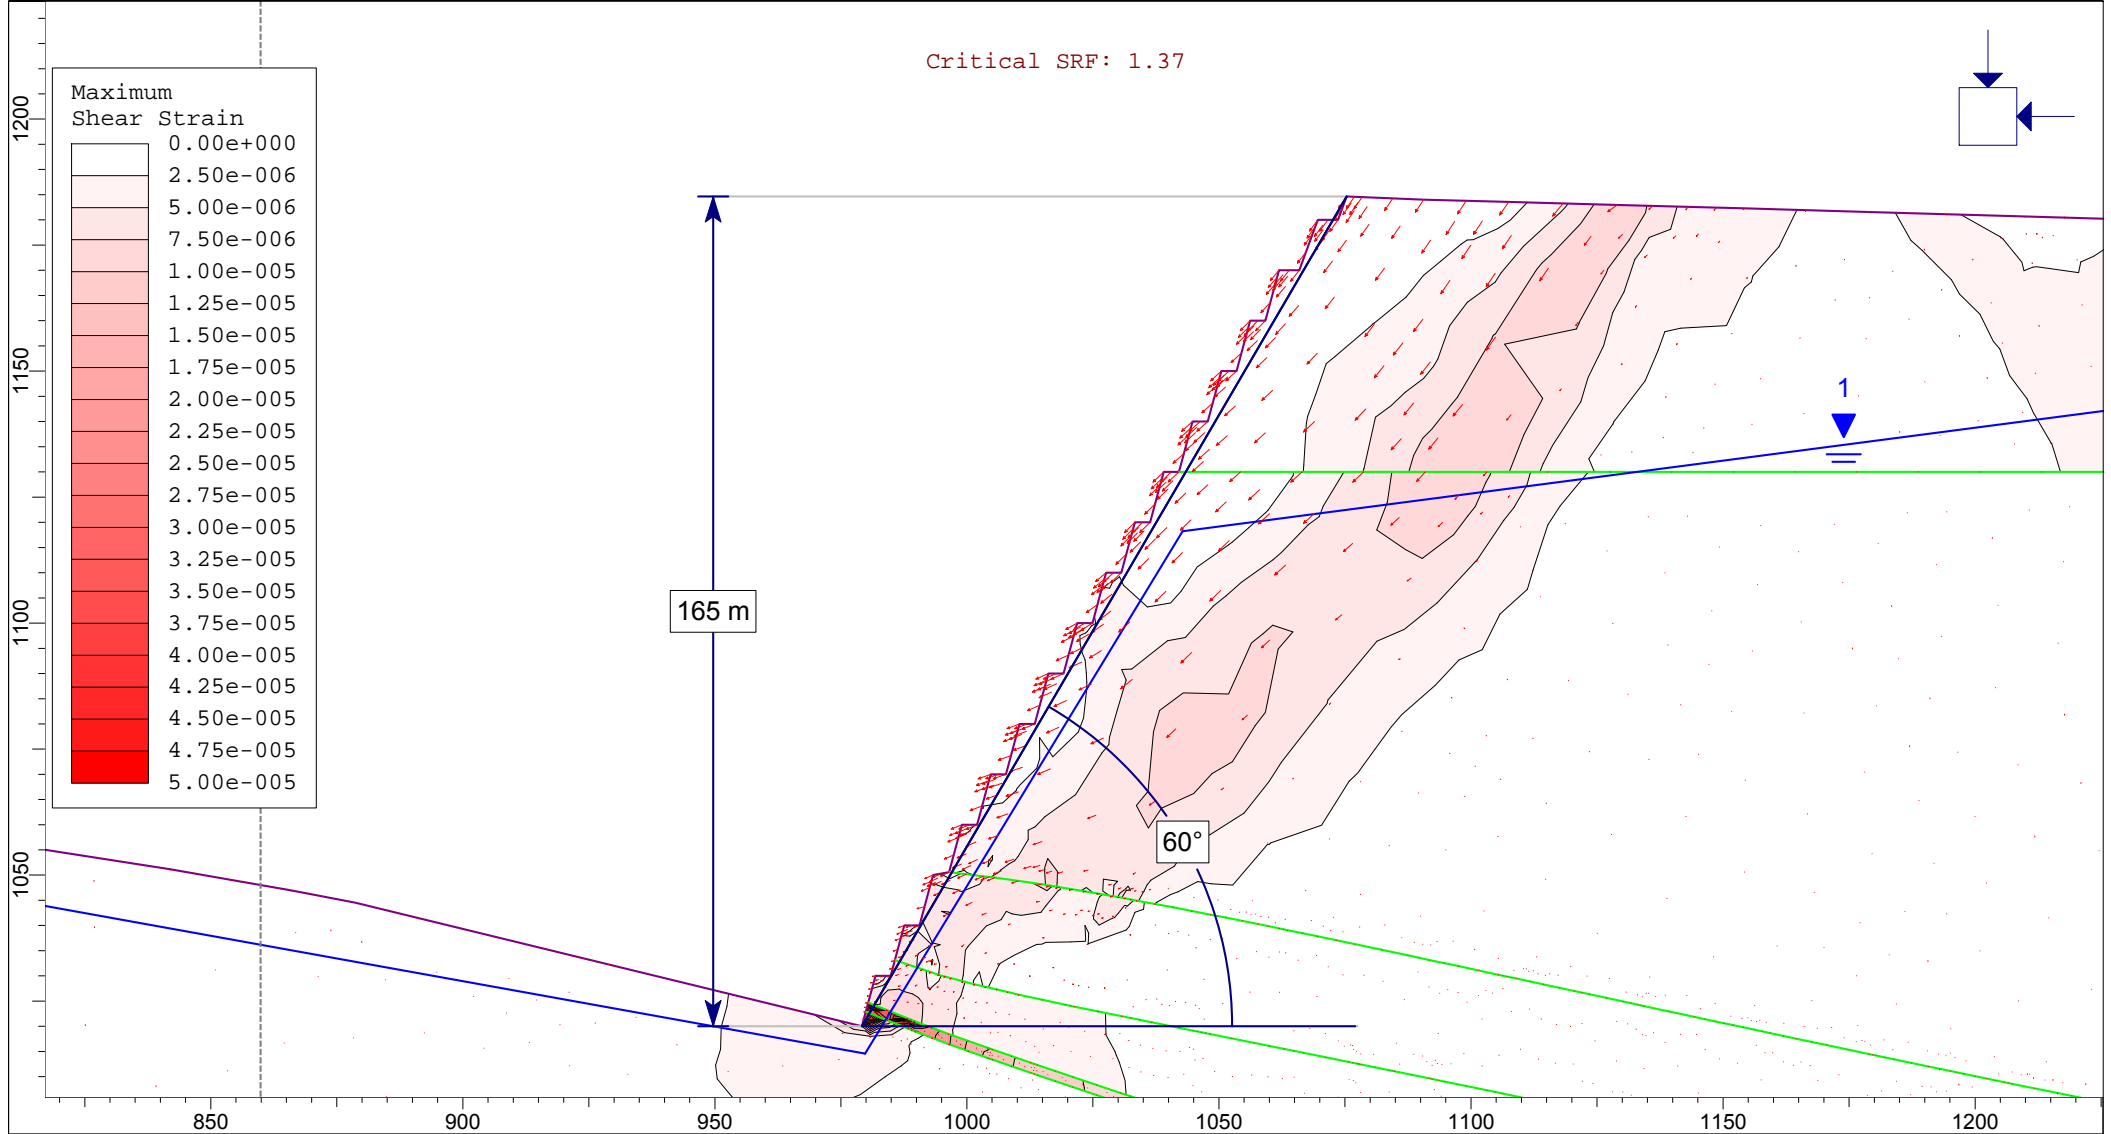 Critical SRF: 1.37
Maximum
Shear Strain
0.00e+000
2.50e-006
5.00e-006
7.50e-006
1.00e-005
1.25e-005
1.50e-005
1.75e-005
2.00e-005
2.25e-005
2.50e-005
2.75e-005
3.00e-005
3.25e-005
3.50e-005
3.75e-005
4.00e-005
4.25e-005
4.50e-005
4.75e-005
5.00e-005
1200
1150
1100
1050
165 m
1
60°
850
900
950
1000
1050
1100
1150
1200